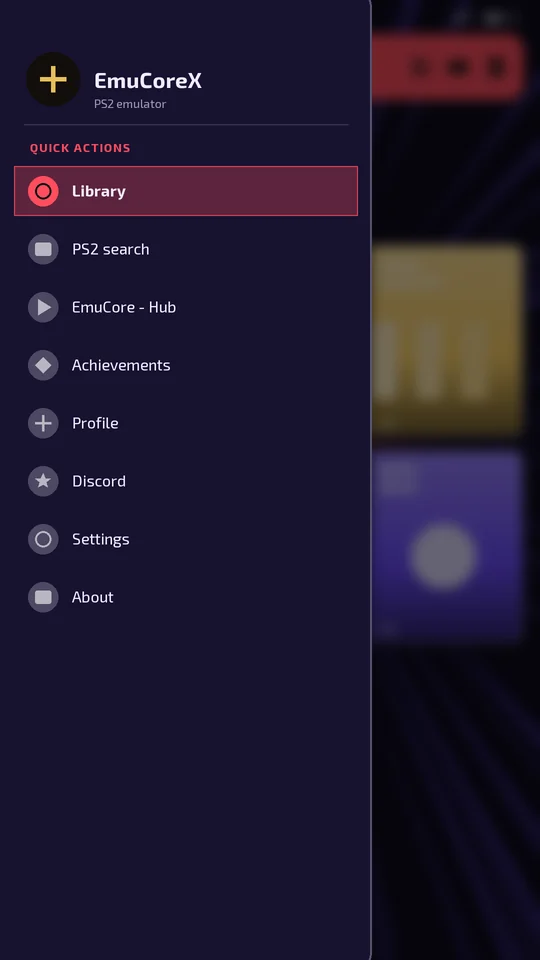 EmuCoreX
PS2 emulator
QUICK ACTIONS
Library
PS2 search
EmuCore - Hub
Achievements
Profile
Discord
Settings
About